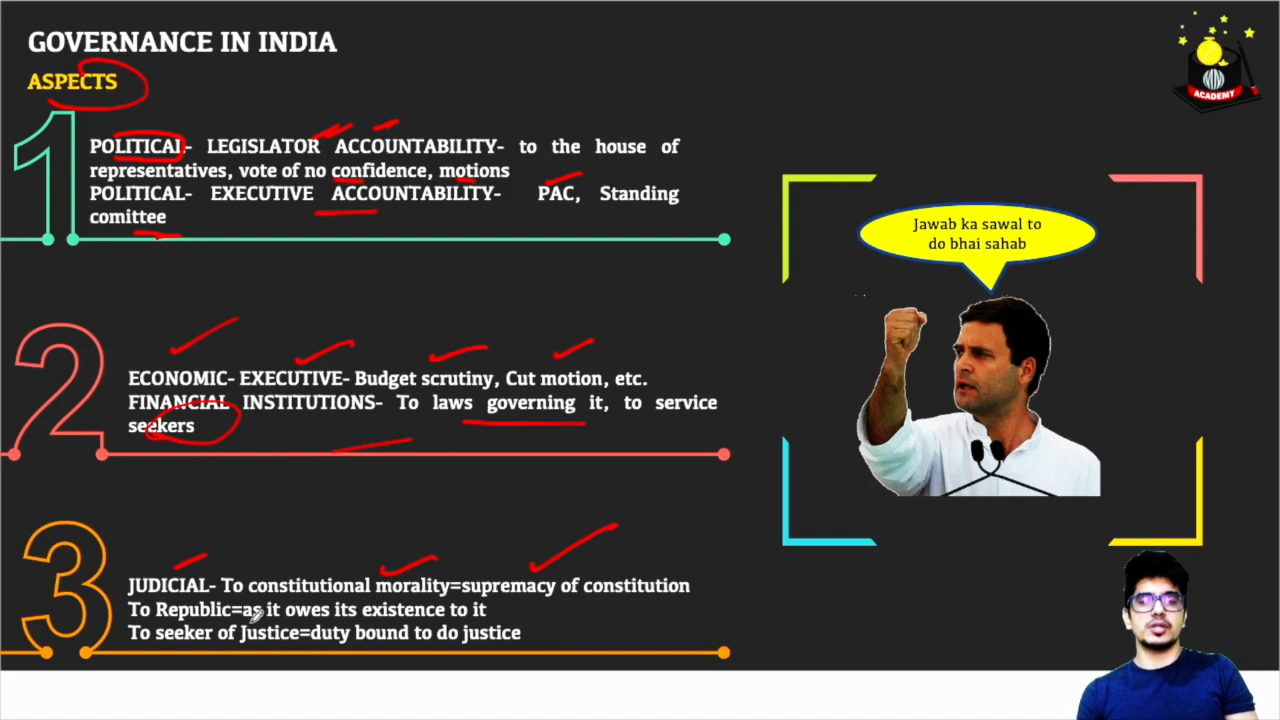 GOVERNANCE IN INDIA
ASPECTS
1
POLITICAL- LEGISLATOR ACCOUNTABILITY- to the house of
representatives, vote of no confidence, motions
POLITICAL- EXECUTIVE ACCOUNTABILITY- PAC, Standing
comittee
2
ECONOMIC- EXECUTIVE- Budget scrutiny, Cut motion, etc.
FINANCIAL INSTITUTIONS- To laws governing it, to service
seekers
3
JUDICIAL- To constitutional morality=supremacy of constitution
To Republic=as it owes its existence to it
To seeker of Justice=duty bound to do justice
Jawab ka sawal to
do bhai sahab
ACADEMY